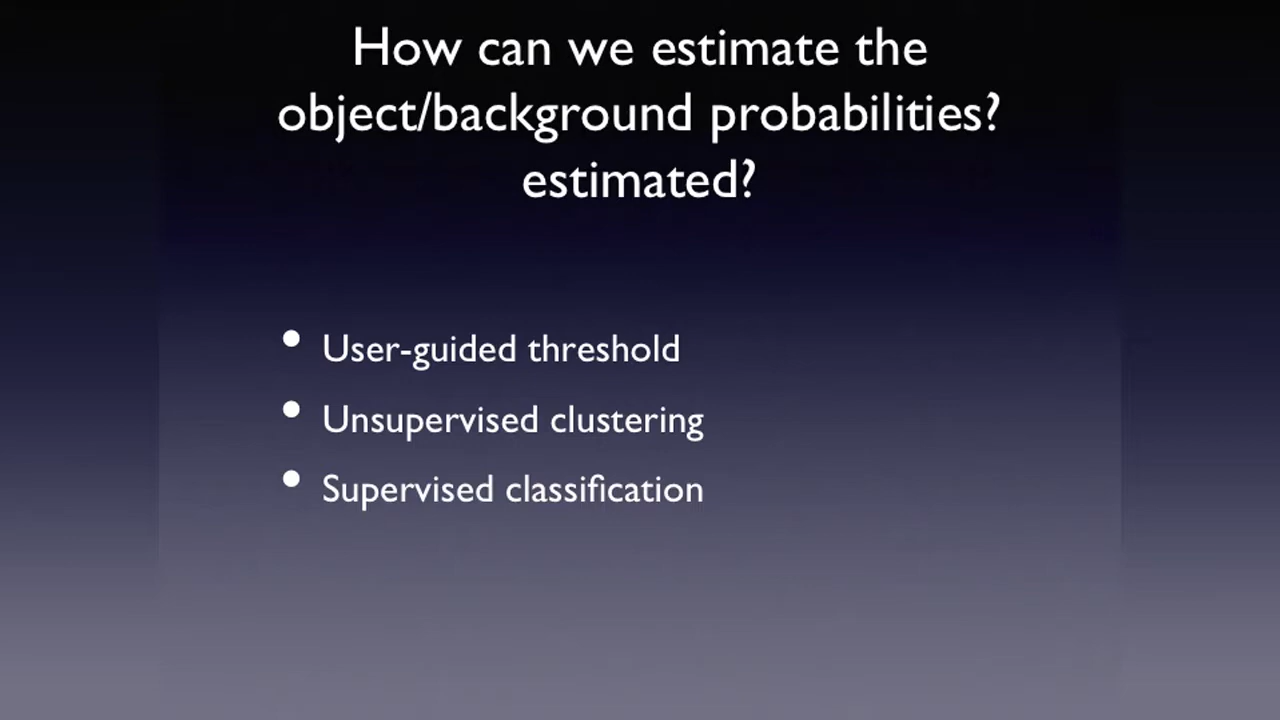 How can we estimate the
object/background probabilities?
estimated?
• User-guided threshold
• Unsupervised clustering
• Supervised classification